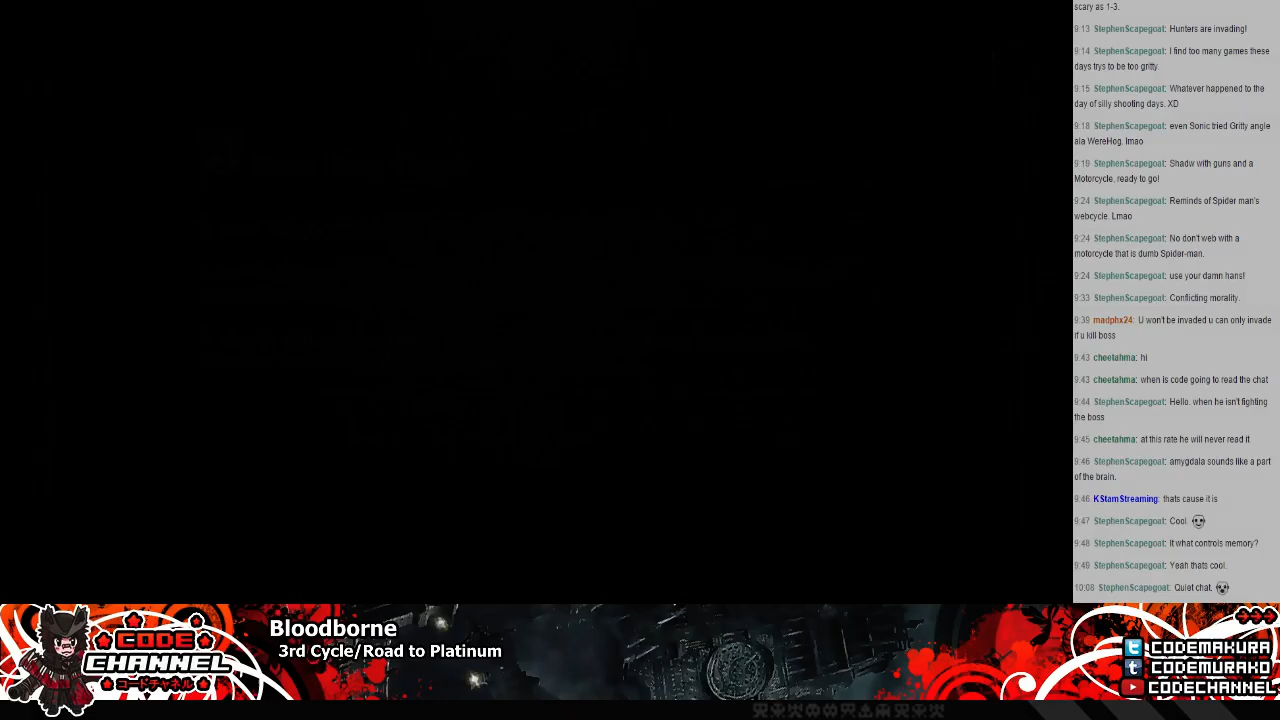 scary as 1-3.
9:13 StephenScapegoat: Hunters are invading!
9:14 StephenScapegoat: I find too many games these
days trys to be too gritty.
9:15 StephenScapegoat: Whatever happened to the
day of silly shooting days. XD
9:18 StephenScapegoat: even Sonic tried Gritty angle
ala WereHog. lmao
9:19 StephenScapegoat: Shadw with guns and a
Motorcycle, ready to go!
9:24 StephenScapegoat: Reminds of Spider man's
webcycle. Lmao
9:24 StephenScapegoat: No don't web with a
motorcycle that is dumb Spider-man.
9:24 StephenScapegoat: use your damn hans!
9:33 StephenScapegoat: Conflicting morality.
9:39 madphx24: U won't be invaded u can only invade
if u kill boss
9:43 cheetahma: hi
9:43 cheetahma: when is code going to read the chat
9:44 StephenScapegoat: Hello. when he isn't fighting
the boss
9:45 cheetahma: at this rate he will never read it
9:46 StephenScapegoat: amygdala sounds like a part
of the brain.
9:46 KStamStreaming: thats cause it is
9:47 StephenScapegoat: Cool.
9:48 StephenScapegoat: It what controls memory?
9:49 StephenScapegoat: Yeah thats cool.
10:08 StephenScapegoat: Quiet chat.
CODE
CHANNEL
コードチャンネル
Bloodborne
3rd Cycle/Road to Platinum
CODEMAKURA
CODEMURAKO
CODECHANNEL